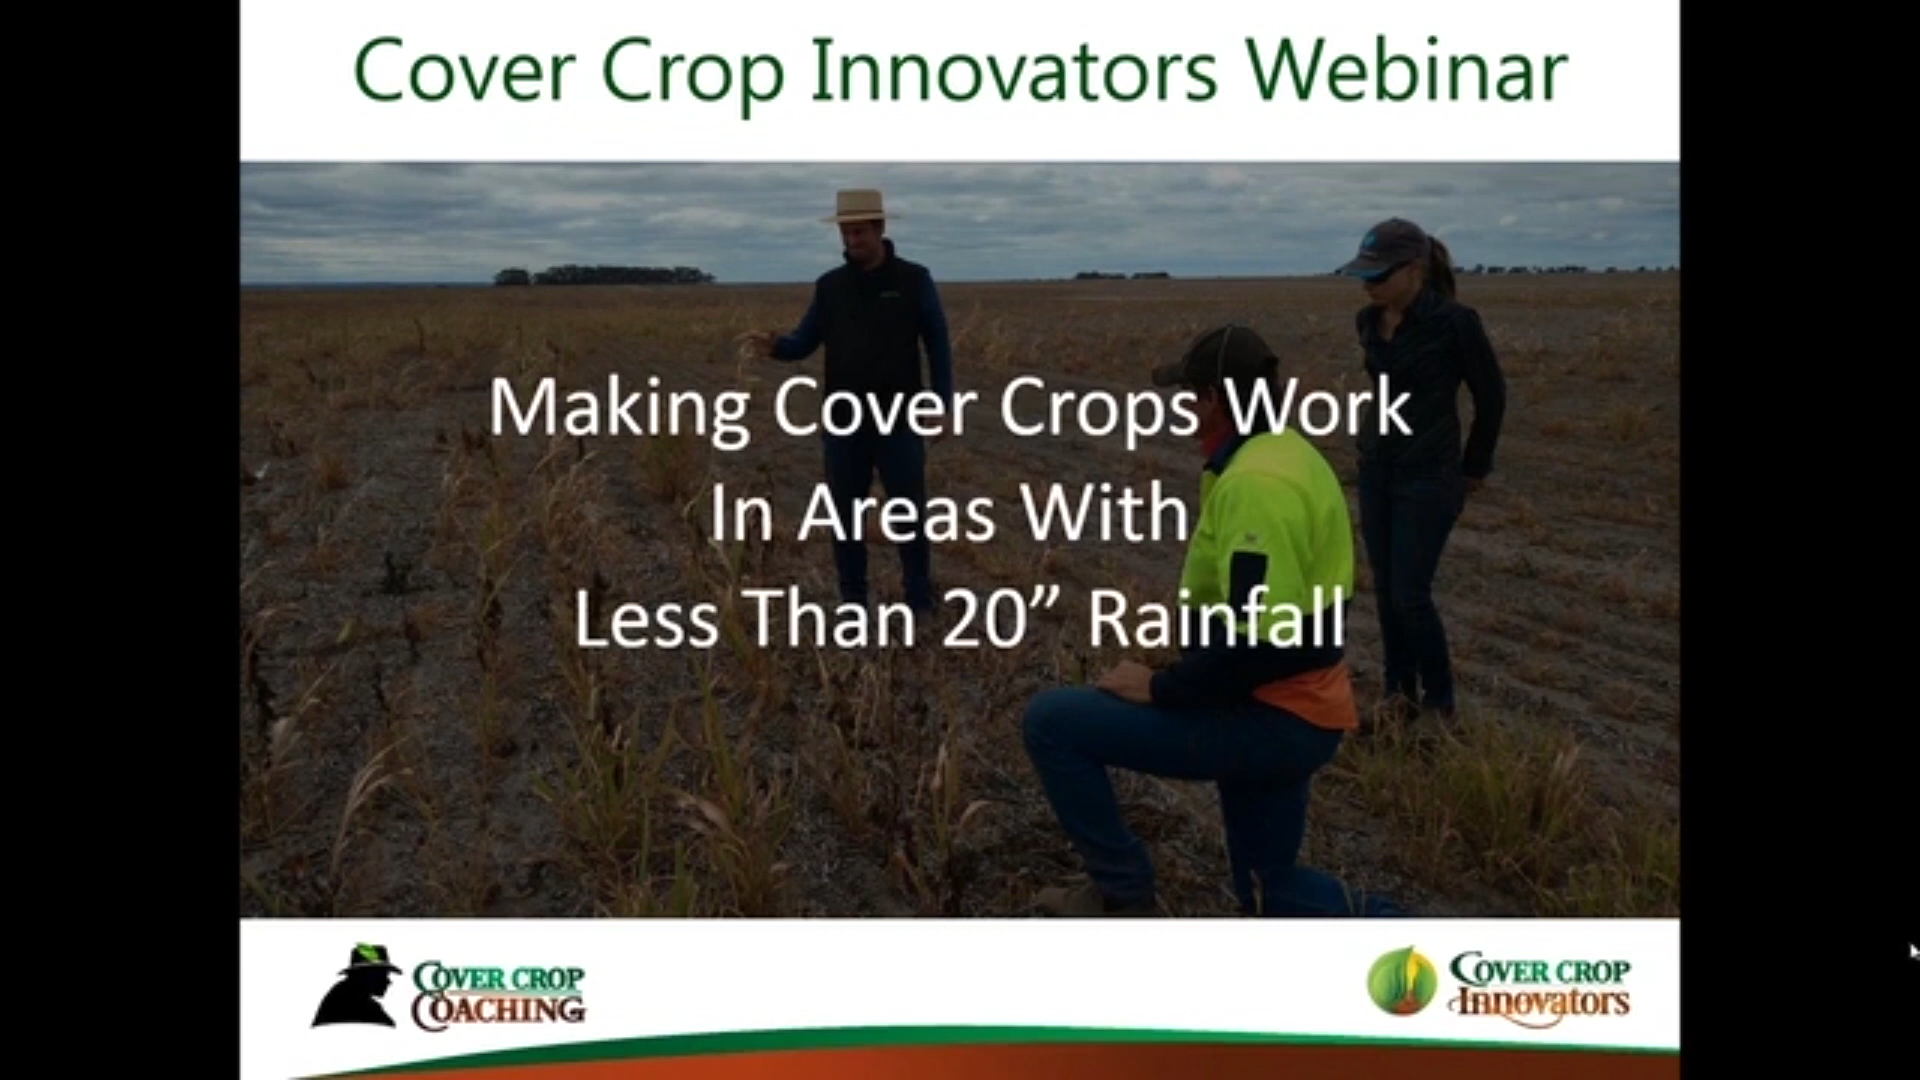 Cover Crop Innovators Webinar
Making Cover Crops Work
In Areas With
Less Than 20” Rainfall
COVER CROP
COACHING
COVER CROP
Innovators